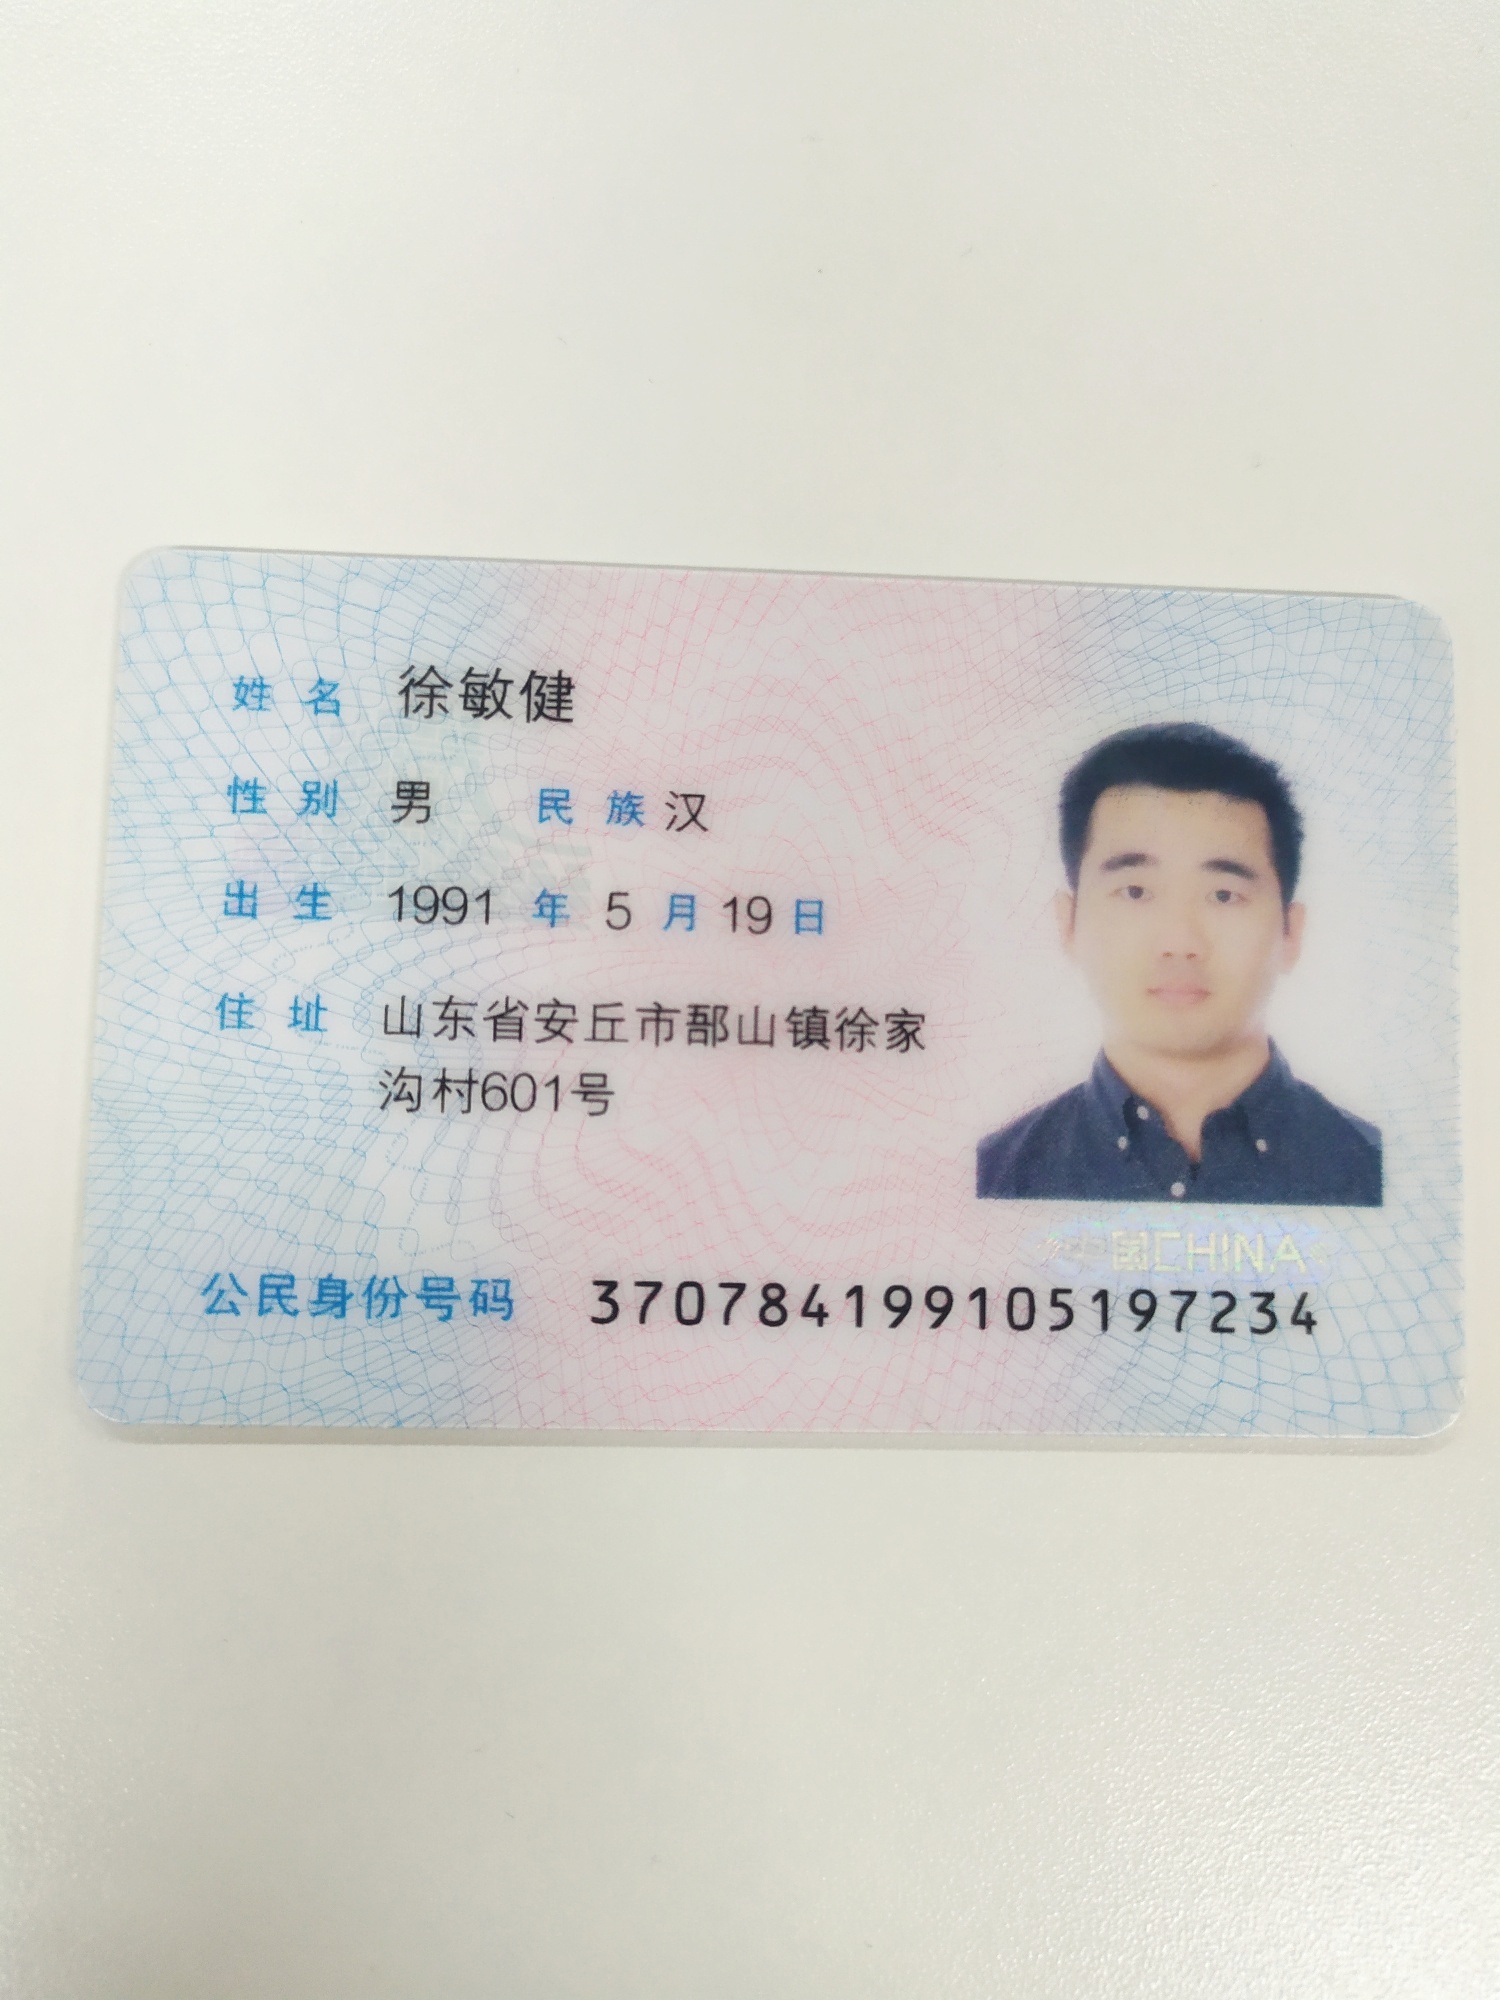 姓名 徐敏健
性别 男 民族 汉
出生 1991 年 5 月 19 日
住址 山东省安丘市郚山镇徐家
沟村601号
中国CHINA
公民身份号码 370784199105197234